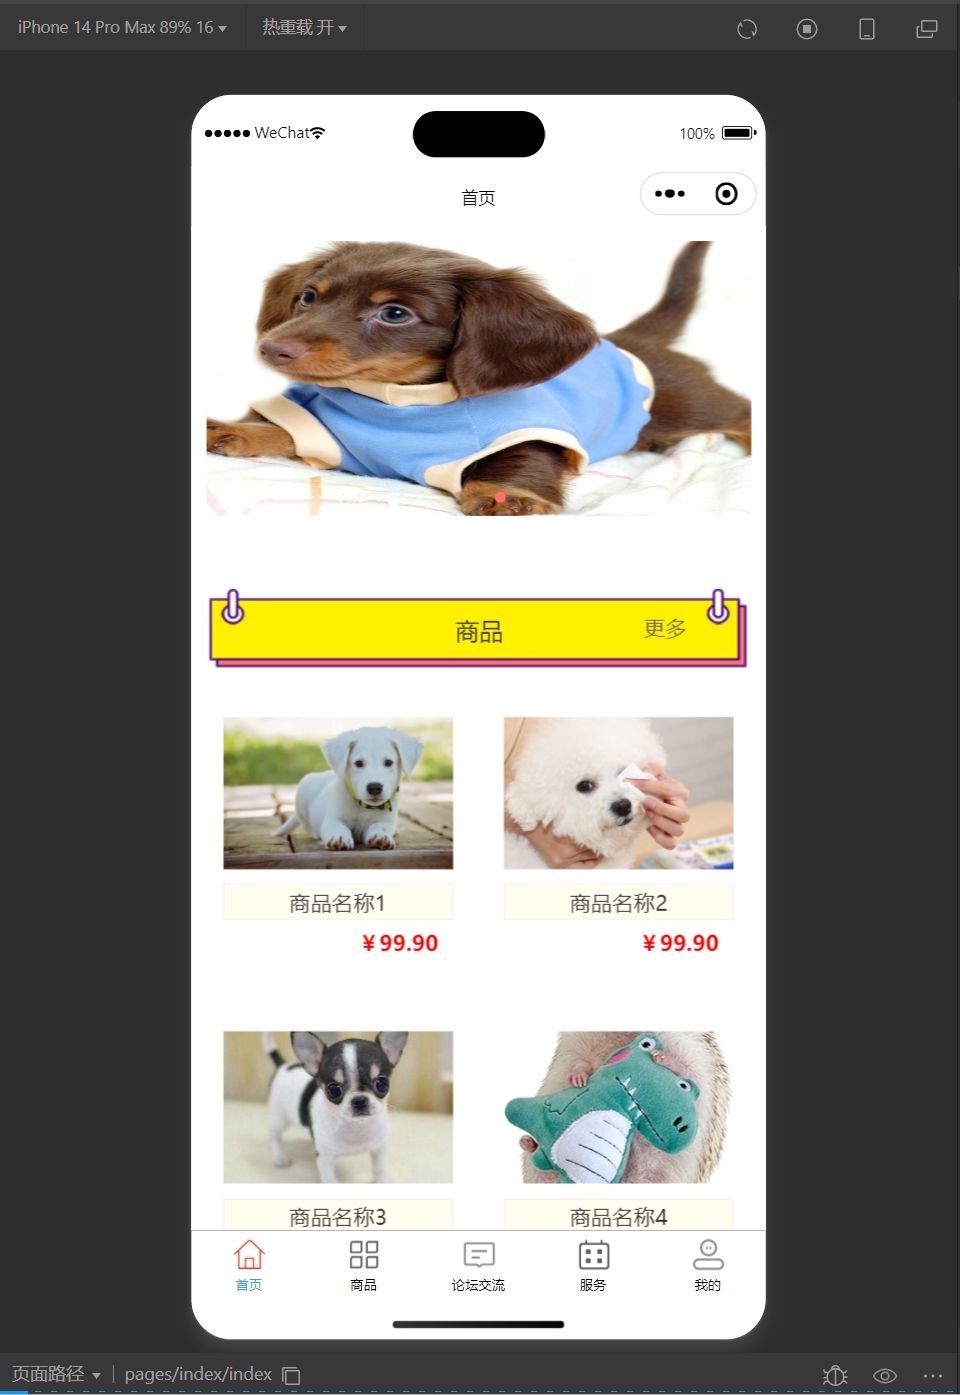 iPhone 14 Pro Max 89% 16 热重载 开
WeChat 100%
首页
商品 更多
商品名称1 商品名称2
¥ 99.90 ¥ 99.90
商品名称3 商品名称4
首页 商品 论坛交流 服务 我的
页面路径 pages/index/index